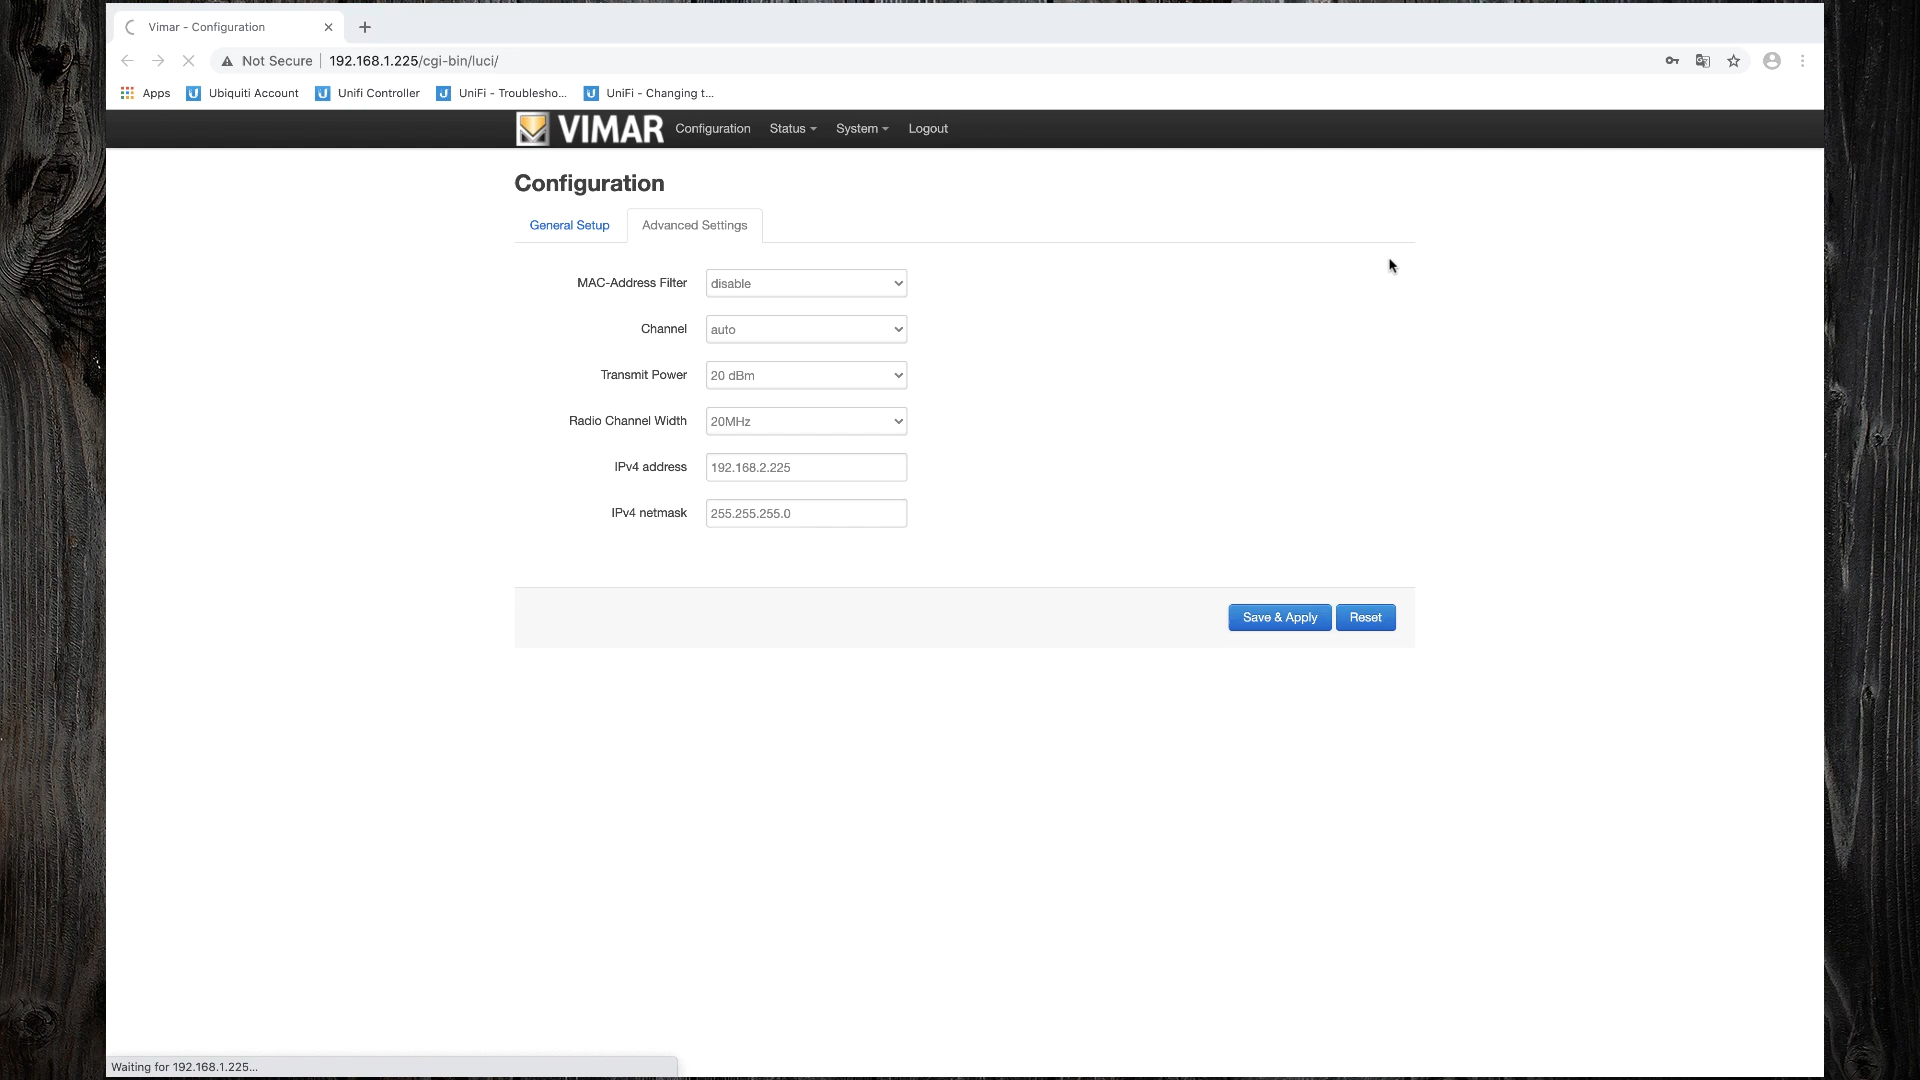 Vimar - Configuration
Not Secure 192.168.1.225/cgi-bin/luci/
Apps Ubiquiti Account Unifi Controller UniFi - Troublesho... UniFi - Changing t...
VIMAR Configuration Status System Logout
Configuration
General Setup Advanced Settings
MAC-Address Filter disable
Channel auto
Transmit Power 20 dBm
Radio Channel Width 20MHz
IPv4 address 192.168.2.225
IPv4 netmask 255.255.255.0
Save & Apply Reset
Waiting for 192.168.1.225...